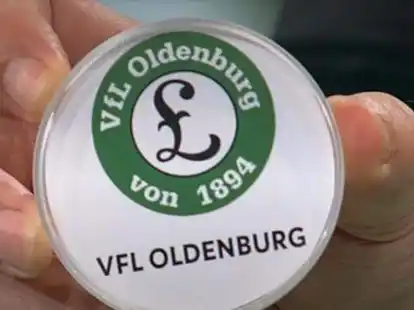 VfL Oldenburg
£
von 1894
VFL OLDENBURG